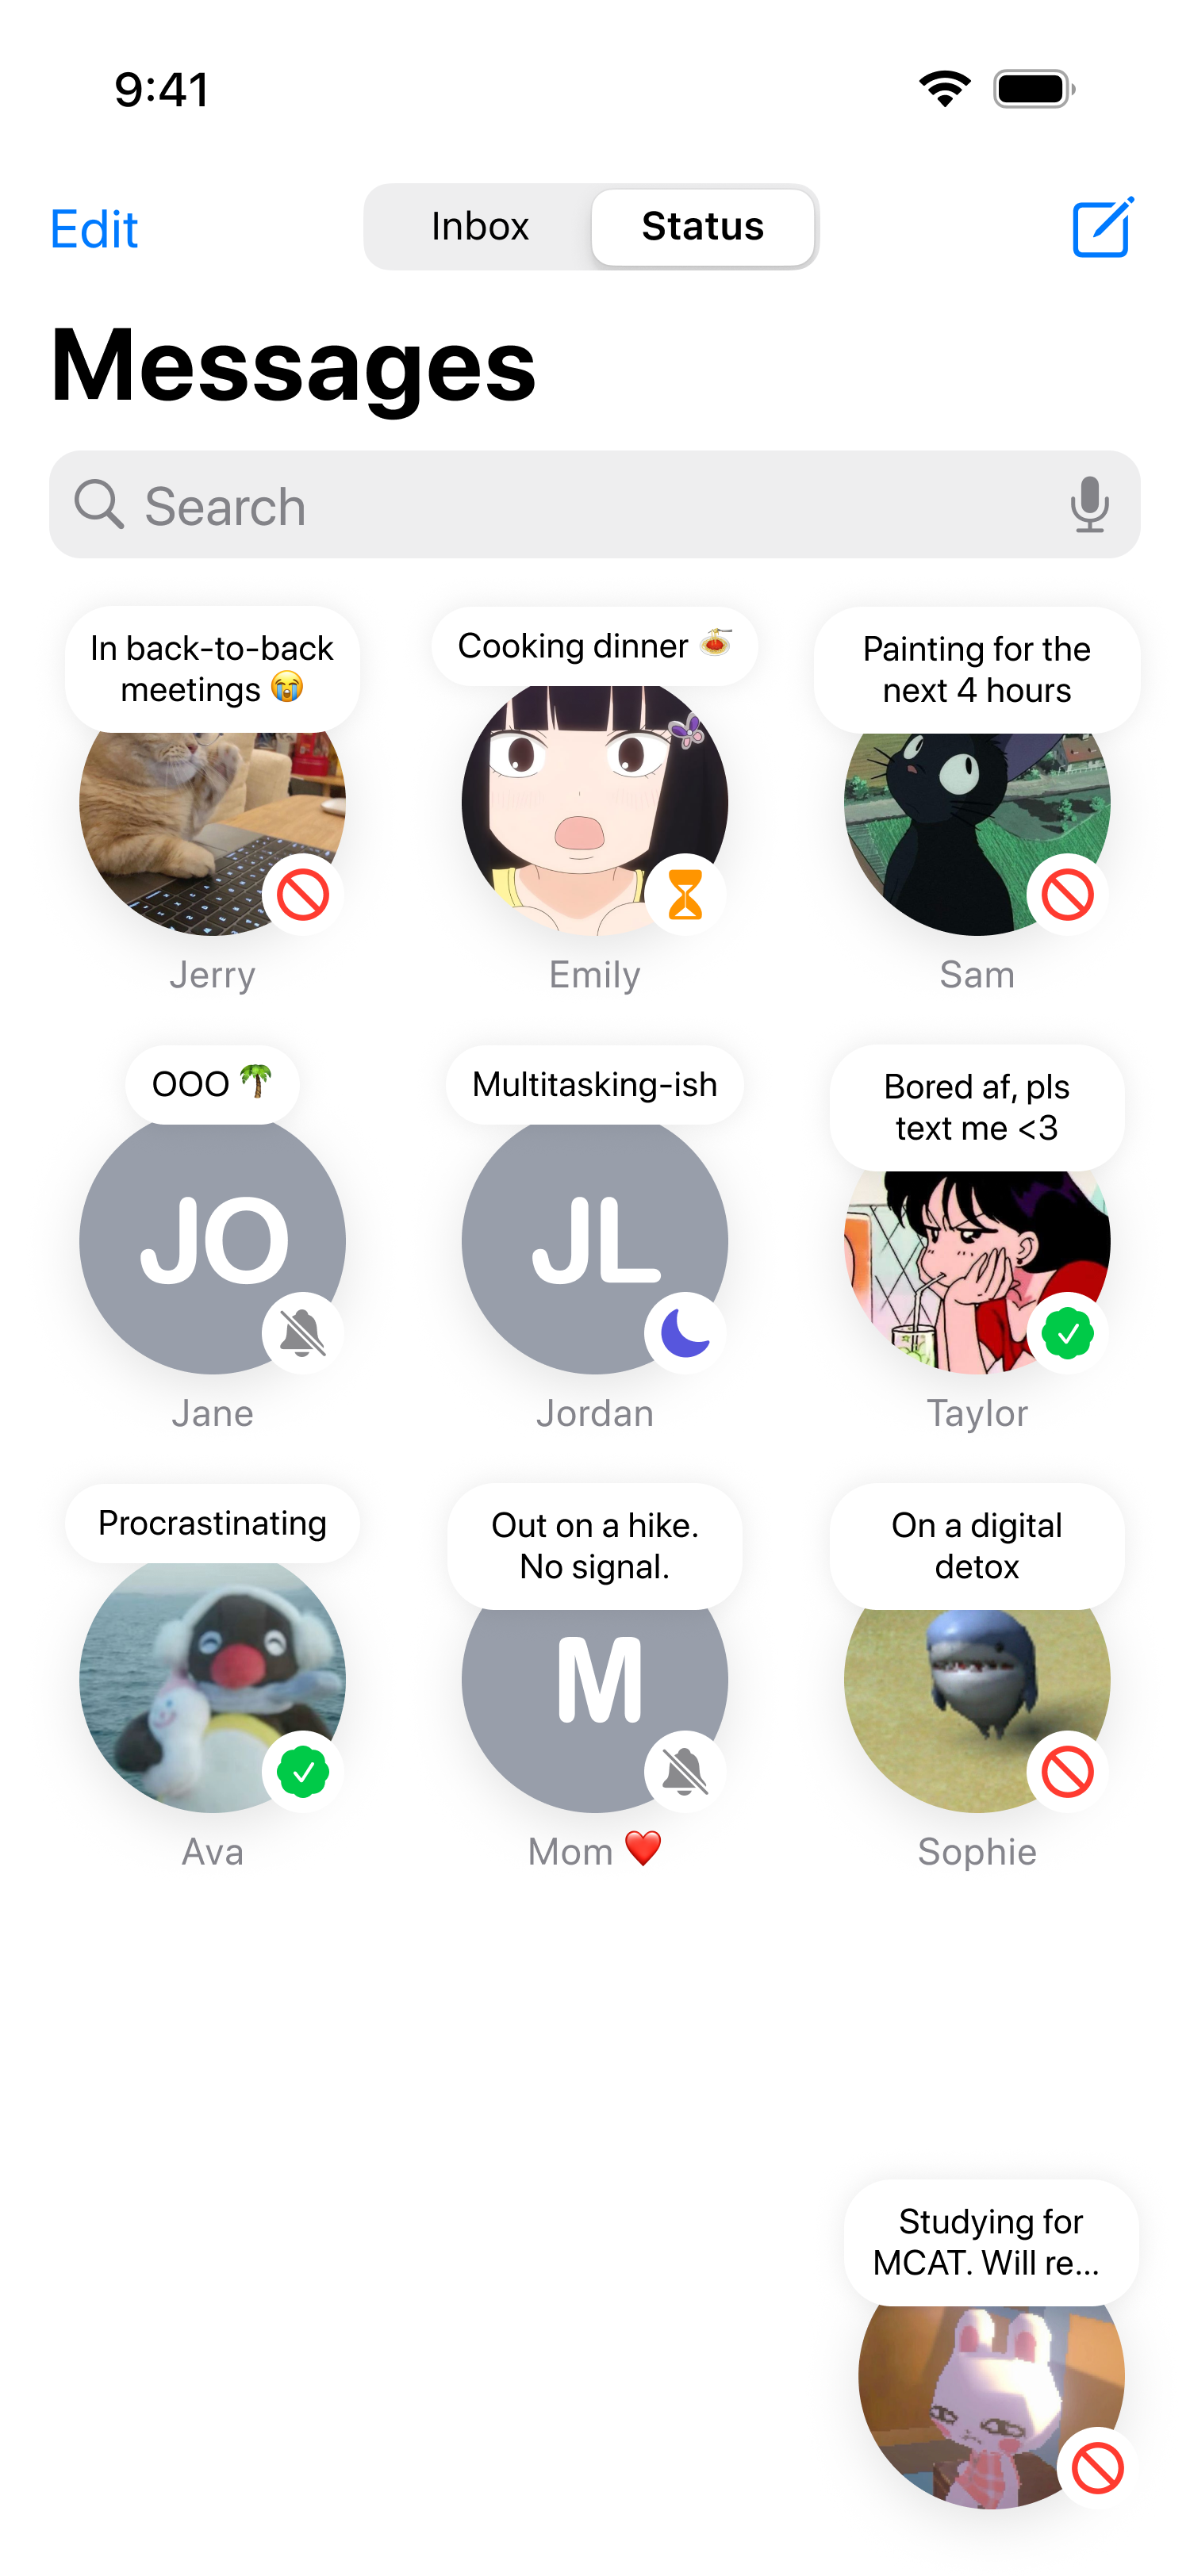 9:41
Edit
Inbox
Status
Messages
Search
In back-to-back
meetings 😭
Cooking dinner 🍝
Painting for the
next 4 hours
Jerry
Emily
Sam
OOO 🌴
Multitasking-ish
Bored af, pls
text me <3
JO
JL
Jane
Jordan
Taylor
Procrastinating
Out on a hike.
No signal.
On a digital
detox
M
Ava
Mom ❤️
Sophie
Studying for
MCAT. Will re...